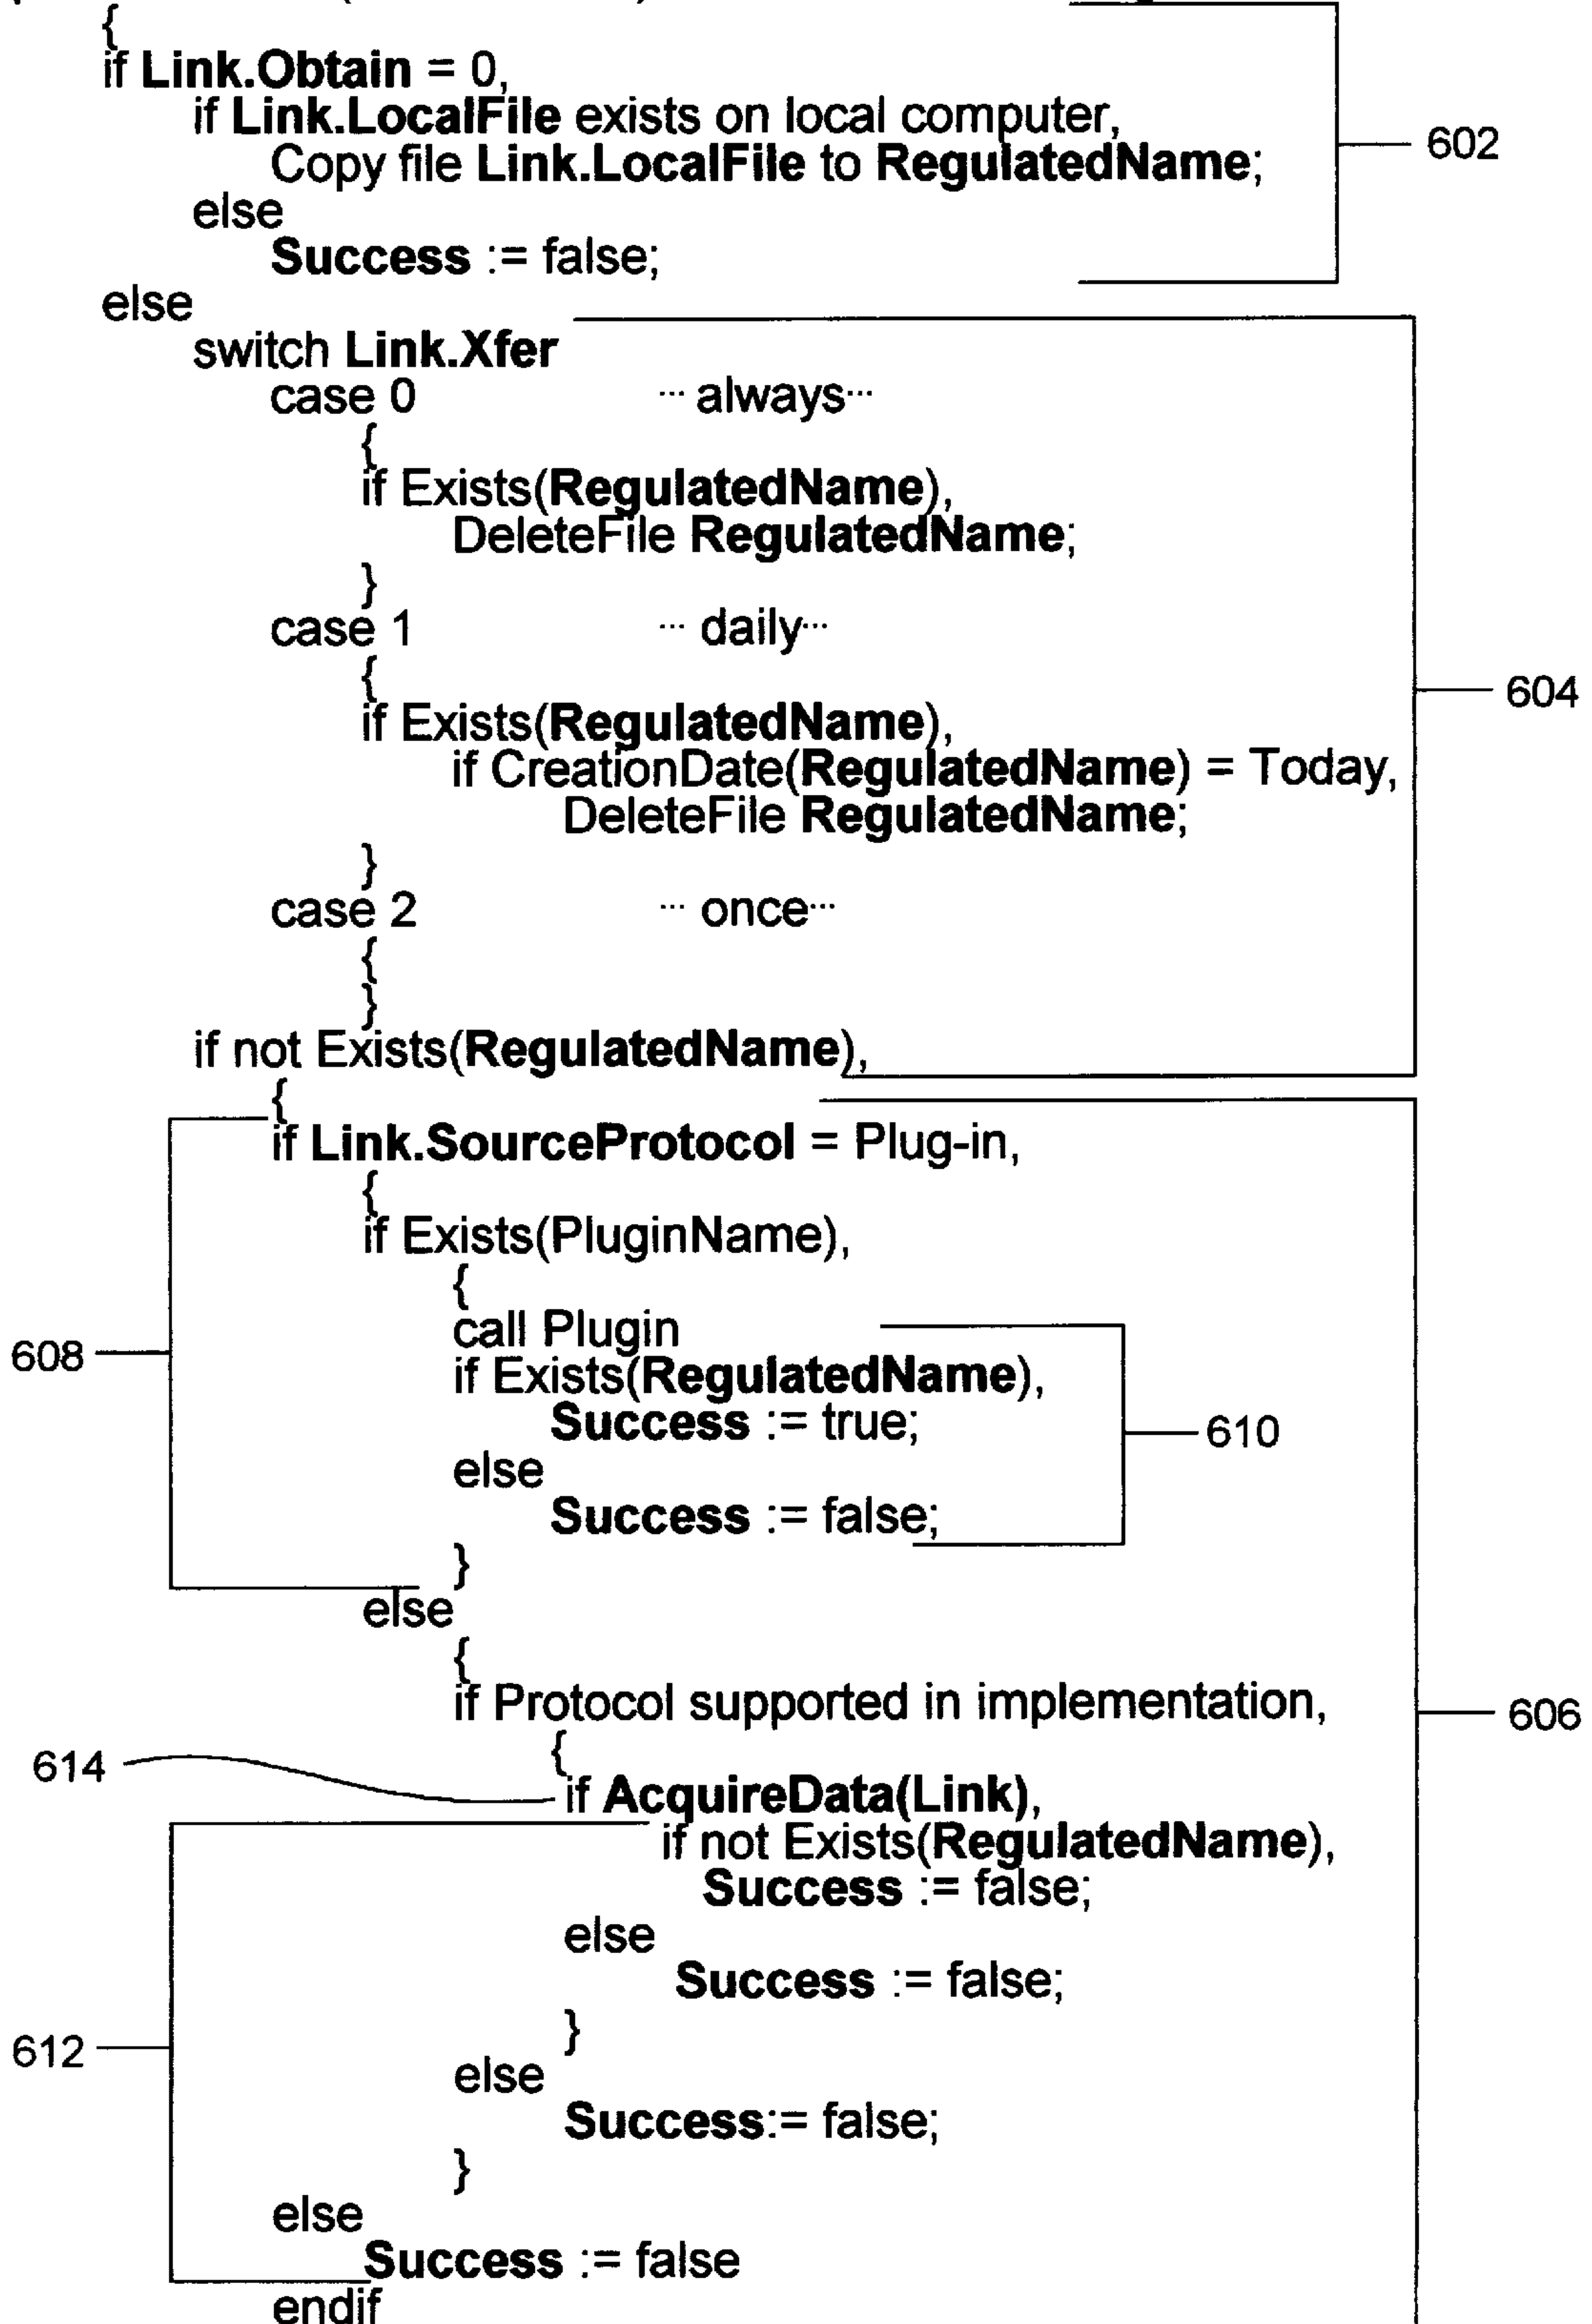 {
if Link.Obtain = 0,
if Link.LocalFile exists on local computer,
Copy file Link.LocalFile to RegulatedName;
602
else
Success := false;
else
switch Link.Xfer
case 0 ... always...
{
if Exists(RegulatedName),
DeleteFile RegulatedName;
}
case 1 ... daily...
{
604
if Exists(RegulatedName),
if CreationDate(RegulatedName) = Today,
DeleteFile RegulatedName;
}
case 2 ... once...
{
}
if not Exists(RegulatedName),
{
if Link.SourceProtocol = Plug-in,
{
if Exists(PluginName),
{
call Plugin
608
if Exists(RegulatedName),
Success := true;
610
else
Success := false;
}
else
{
if Protocol supported in implementation,
606
{
614
if AcquireData(Link),
if not Exists(RegulatedName),
Success := false;
else
Success := false;
}
612
else
Success:= false;
}
else
Success := false
endif